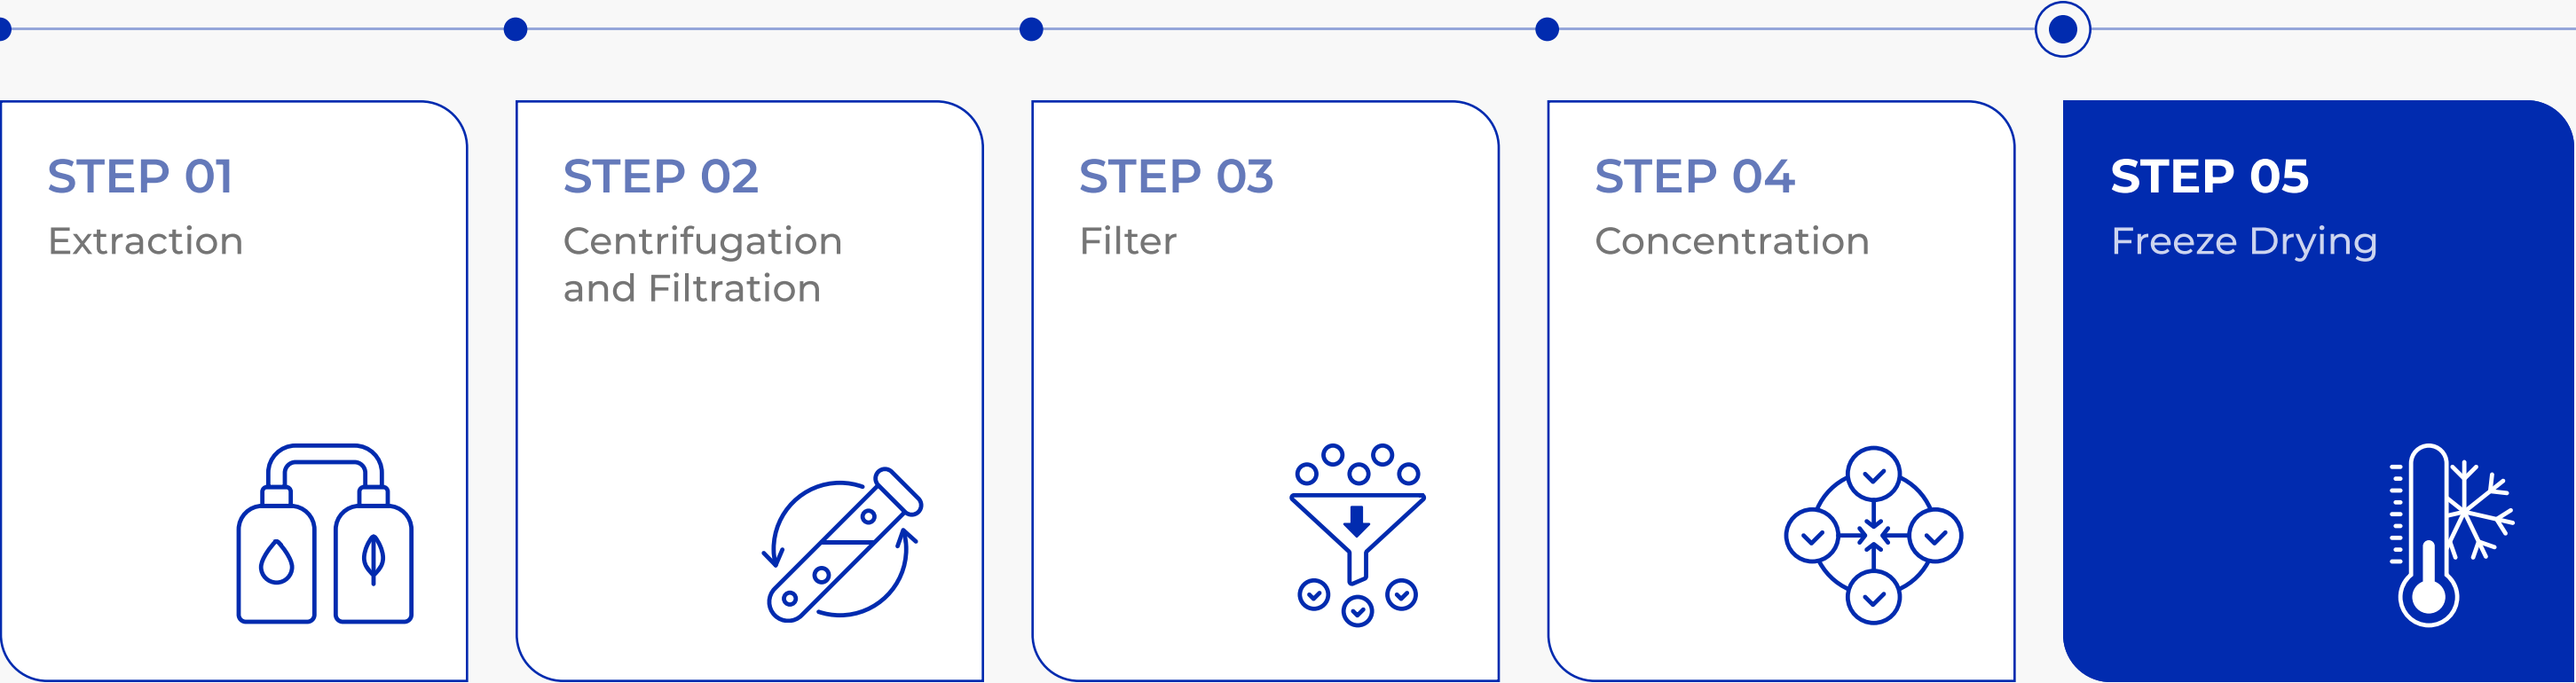 STEP 01
Extraction
STEP 02
Centrifugation
and Filtration
STEP 03
Filter
STEP 04
Concentration
STEP 05
Freeze Drying